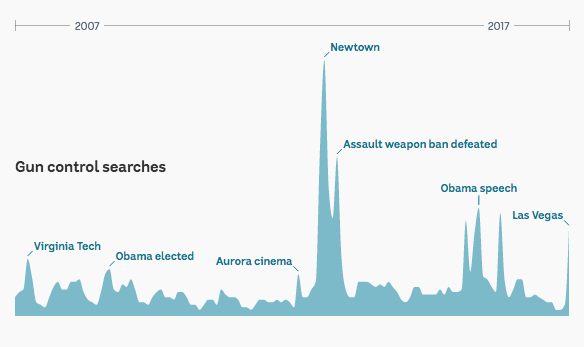 2007
2017
Newtown
Assault weapon ban defeated
Gun control searches
Obama speech
Las Vegas
Virginia Tech
Obama elected
Aurora cinema